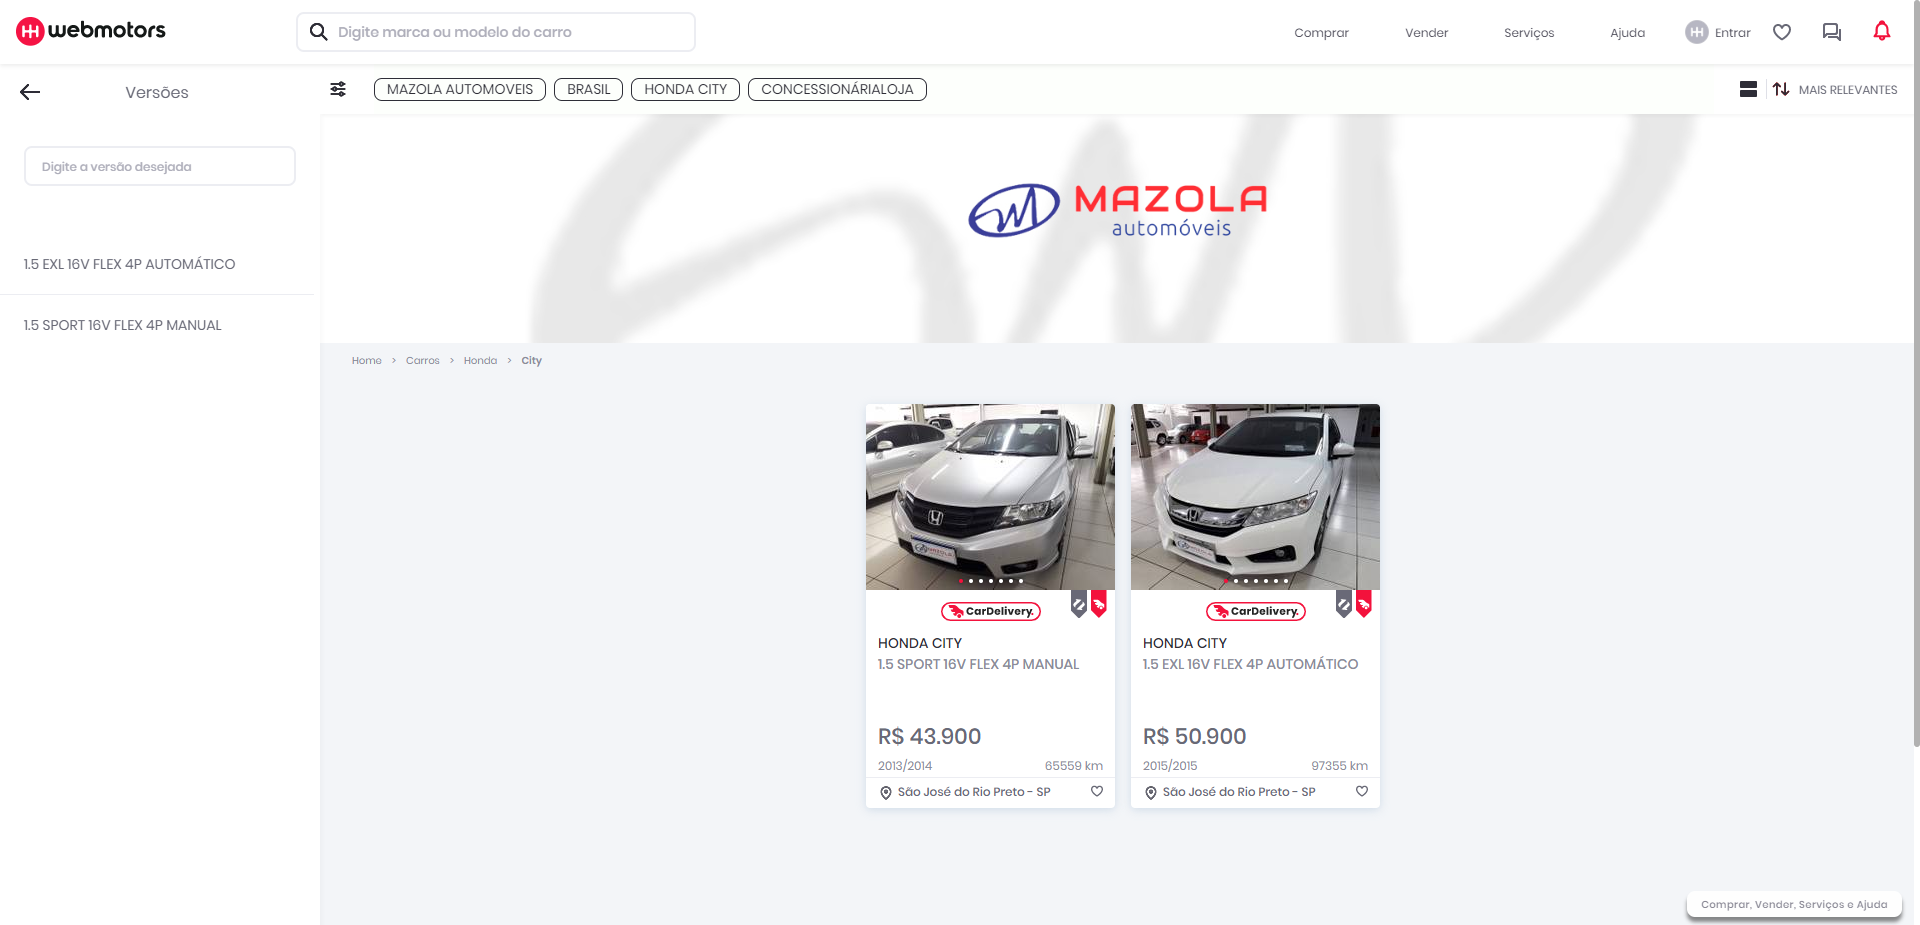 webmotors
Digite marca ou modelo do carro
Comprar
Vender
Serviços
Ajuda
Entrar
Versões
MAZOLA AUTOMOVEIS
BRASIL
HONDA CITY
CONCESSIONÁRIALOJA
MAIS RELEVANTES
Digite a versão desejada
1.5 EXL 16V FLEX 4P AUTOMÁTICO
1.5 SPORT 16V FLEX 4P MANUAL
MAZOLA
automóveis
Home > Carros > Honda > City
MAZOLA
CarDelivery.
HONDA CITY
1.5 SPORT 16V FLEX 4P MANUAL
R$ 43.900
2013/2014 65559 km
São José do Rio Preto - SP
MAZOLA
CarDelivery.
HONDA CITY
1.5 EXL 16V FLEX 4P AUTOMÁTICO
R$ 50.900
2015/2015 97355 km
São José do Rio Preto - SP
Comprar, Vender, Serviços e Ajuda